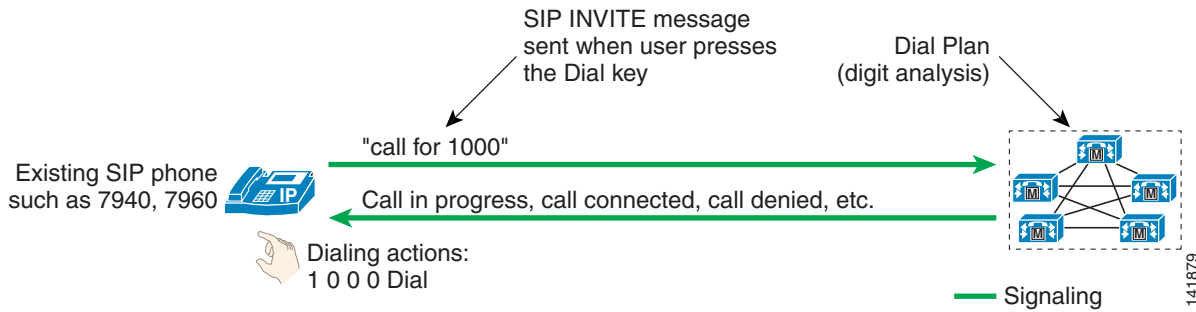 SIP INVITE message
sent when user presses
the Dial key
Dial Plan
(digit analysis)
"call for 1000"
Existing SIP phone
such as 7940, 7960
IP
Call in progress, call connected, call denied, etc.
M
M
M
M
M
Dialing actions:
1 0 0 0 Dial
Signaling
141879